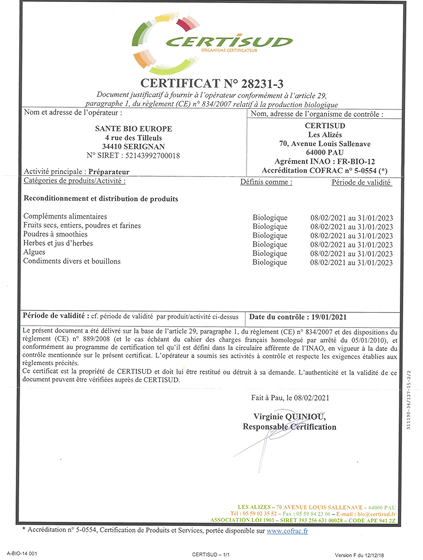 CERTISUD
ORGANISME CERTIFICATEUR
CERTIFICAT N° 28231-3
Document justificatif à fournir à l'opérateur conformément à l'article 29,
paragraphe 1, du règlement (CE) n° 834/2007 relatif à la production biologique
Nom et adresse de l'opérateur :
SANTE BIO EUROPE
4 rue des Tilleuls
34410 SERIGNAN
N° SIRET : 52143992700018
Activité principale : Préparateur
Nom, adresse de l'organisme de contrôle :
CERTISUD
Les Alizés
70, Avenue Louis Sallenave
64000 PAU
Agrément INAO : FR-BIO-12
Accréditation COFRAC n° 5-0554 (*)
Catégories de produits/Activité : Définis comme : Période de validité
Reconditionnement et distribution de produits
Compléments alimentaires Biologique 08/02/2021 au 31/01/2023
Fruits secs, entiers, poudres et farines Biologique 08/02/2021 au 31/01/2023
Poudres à smoothies Biologique 08/02/2021 au 31/01/2023
Herbes et jus d'herbes Biologique 08/02/2021 au 31/01/2023
Algues Biologique 08/02/2021 au 31/01/2023
Condiments divers et bouillons Biologique 08/02/2021 au 31/01/2023
Période de validité : cf. période de validité par produit/activité ci-dessus
Date du contrôle : 19/01/2021
Le présent document a été délivré sur la base de l'article 29, paragraphe 1, du règlement (CE) n° 834/2007 et des dispositions du
règlement (CE) n° 889/2008 (et le cas échéant du cahier des charges français homologué par arrêté du 05/01/2010), et
conformément au programme de certification tel qu'il est défini dans la circulaire afférente de l'INAO, en vigueur à la date du
contrôle mentionnée sur le présent certificat. L'opérateur a soumis ses activités à contrôle et respecte les exigences établies aux
règlements précités.
Ce certificat est la propriété de CERTISUD et doit lui être restitué ou détruit à sa demande. L'authenticité et la validité de ce
document peuvent être vérifiées auprès de CERTISUD.
Fait à Pau, le 08/02/2021
Virginie QUINIOU,
Responsable Certification
LES ALIZES – 70 AVENUE LOUIS SALLENAVE – 64000 PAU
Tél : 05 59 02 35 52 – Fax : 05 59 84 23 06 – E-mail : bio@certisud.fr
ASSOCIATION LOI 1901 – SIRET 393 256 631 00028 – CODE APE 941 2Z
* Accréditation n° 5-0554, Certification de Produits et Services, portée disponible sur www.cofrac.fr
A-BIO-14 001 CERTISUD – 1/1 Version F du 12/12/18